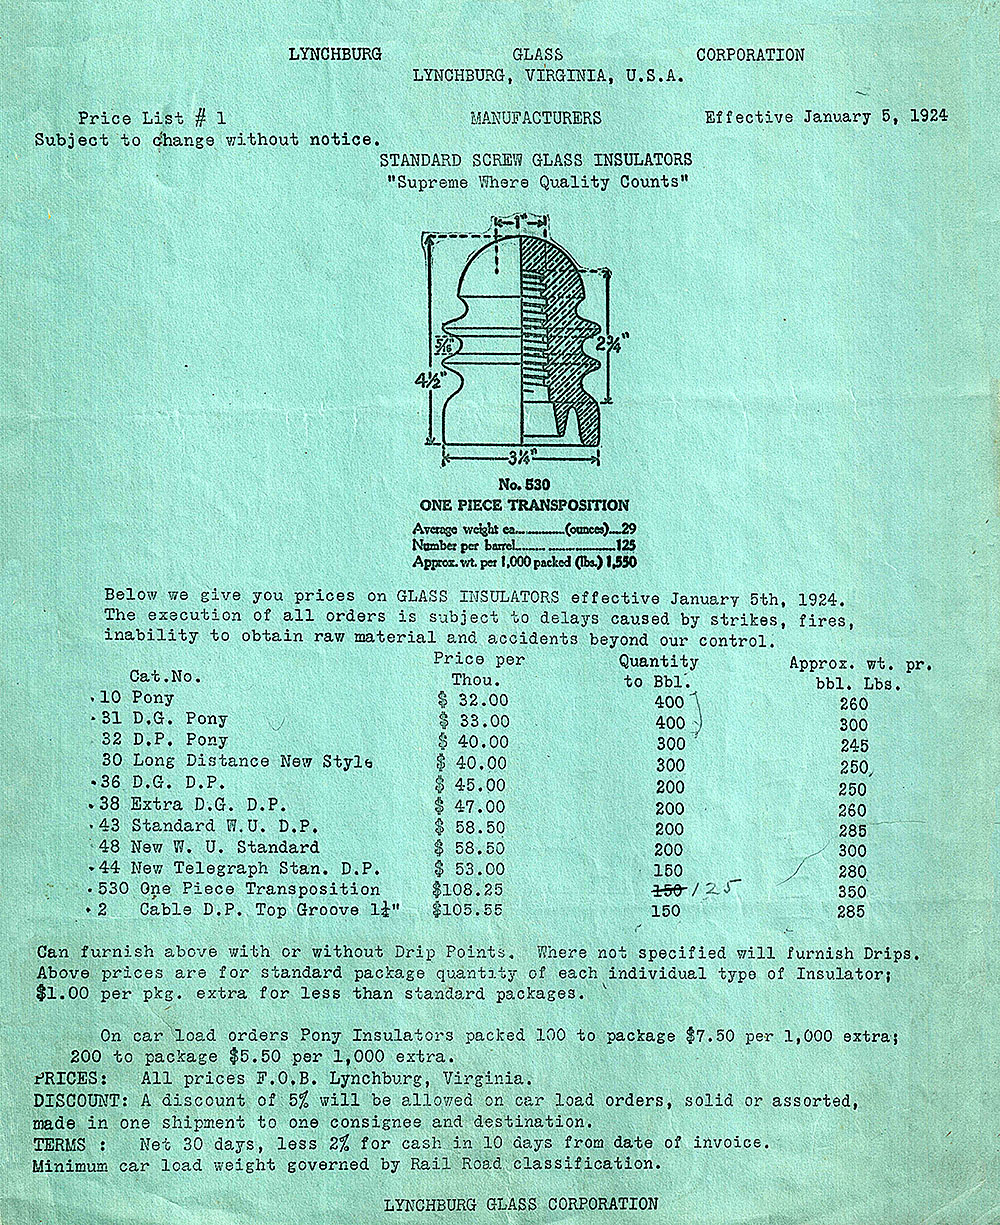 LYNCHBURG GLASS CORPORATION
LYNCHBURG, VIRGINIA, U.S.A.
Price List # 1 MANUFACTURERS Effective January 5, 1924
Subject to change without notice.
STANDARD SCREW GLASS INSULATORS
"Supreme Where Quality Counts"
1"
5/16"
2¾"
4½"
3¼"
No. 530
ONE PIECE TRANSPOSITION
Average weight ea.............(ounces)....29
Number per barrel...........................125
Approx. wt. per 1,000 packed (lbs.) 1,550
Below we give you prices on GLASS INSULATORS effective January 5th, 1924.
The execution of all orders is subject to delays caused by strikes, fires,
inability to obtain raw material and accidents beyond our control.
Price per Quantity Approx. wt. pr.
Cat.No. Thou. to Bbl. bbl. Lbs.
10 Pony $ 32.00 400 260
31 D.G. Pony $ 33.00 400 300
32 D.P. Pony $ 40.00 300 245
30 Long Distance New Style $ 40.00 300 250
36 D.G. D.P. $ 45.00 200 250
38 Extra D.G. D.P. $ 47.00 200 260
43 Standard W.U. D.P. $ 58.50 200 285
48 New W. U. Standard $ 58.50 200 300
44 New Telegraph Stan. D.P. $ 53.00 150 280
530 One Piece Transposition $108.25 150 125 350
2 Cable D.P. Top Groove 1¼" $105.55 150 285
Can furnish above with or without Drip Points. Where not specified will furnish Drips.
Above prices are for standard package quantity of each individual type of Insulator;
$1.00 per pkg. extra for less than standard packages.
On car load orders Pony Insulators packed 100 to package $7.50 per 1,000 extra;
200 to package $5.50 per 1,000 extra.
PRICES: All prices F.O.B. Lynchburg, Virginia.
DISCOUNT: A discount of 5% will be allowed on car load orders, solid or assorted,
made in one shipment to one consignee and destination.
TERMS : Net 30 days, less 2% for cash in 10 days from date of invoice.
Minimum car load weight governed by Rail Road classification.
LYNCHBURG GLASS CORPORATION